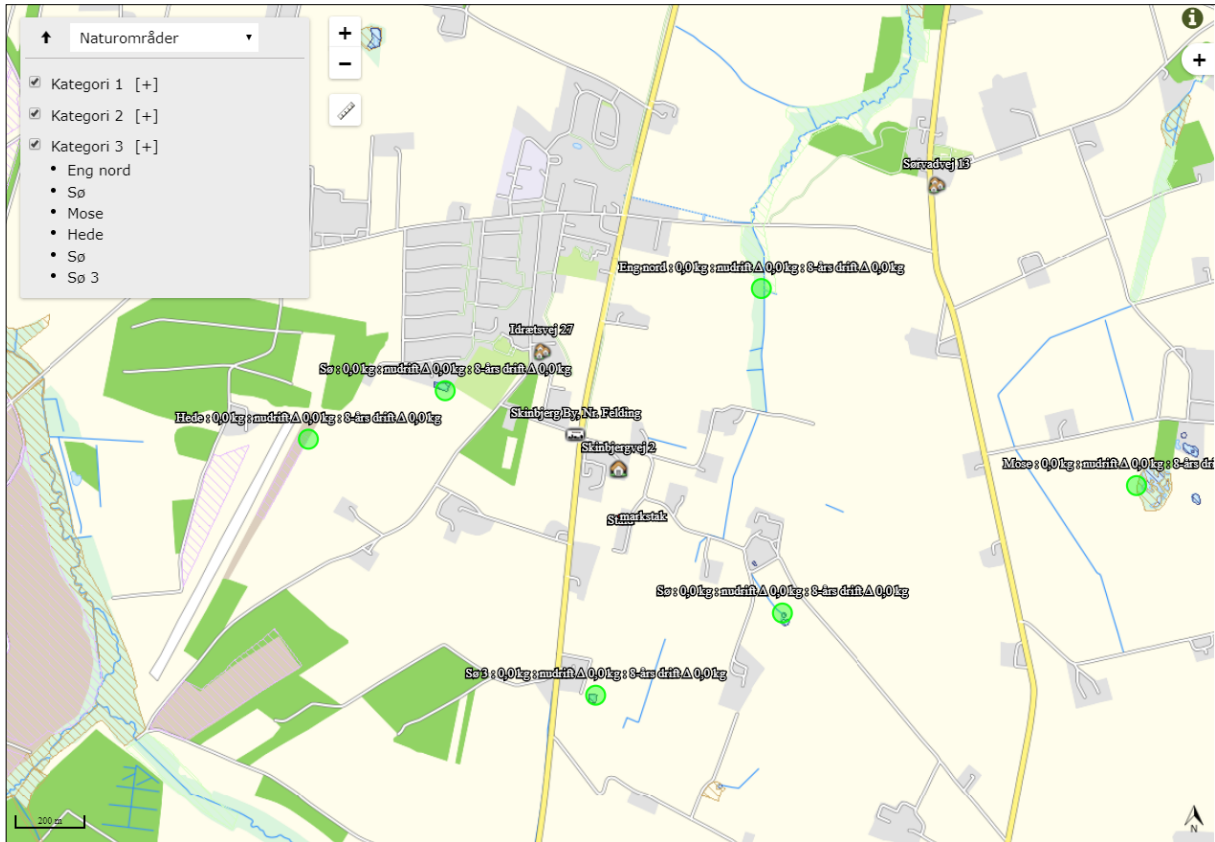 Naturområder
Kategori 1 [+]
Kategori 2 [+]
Kategori 3 [+]
• Eng nord
• Sø
• Mose
• Hede
• Sø
• Sø 3
+
−
i
+
Sørvadvej 13
Eng nord : 0,0 kg : nudrift Δ 0,0 kg : 8-års drift Δ 0,0 kg
Idrætsvej 27
Sø : 0,0 kg : nudrift Δ 0,0 kg : 8-års drift Δ 0,0 kg
Hede : 0,0 kg : nudrift Δ 0,0 kg : 8-års drift Δ 0,0 kg
Skinbjerg By, Nr. Felding
Skinbjergvej 2
Mose : 0,0 kg : nudrift Δ 0,0 kg : 8-års dri
markstak
Sø : 0,0 kg : nudrift Δ 0,0 kg : 8-års drift Δ 0,0 kg
Sø 3 : 0,0 kg : nudrift Δ 0,0 kg : 8-års drift Δ 0,0 kg
200 m
N